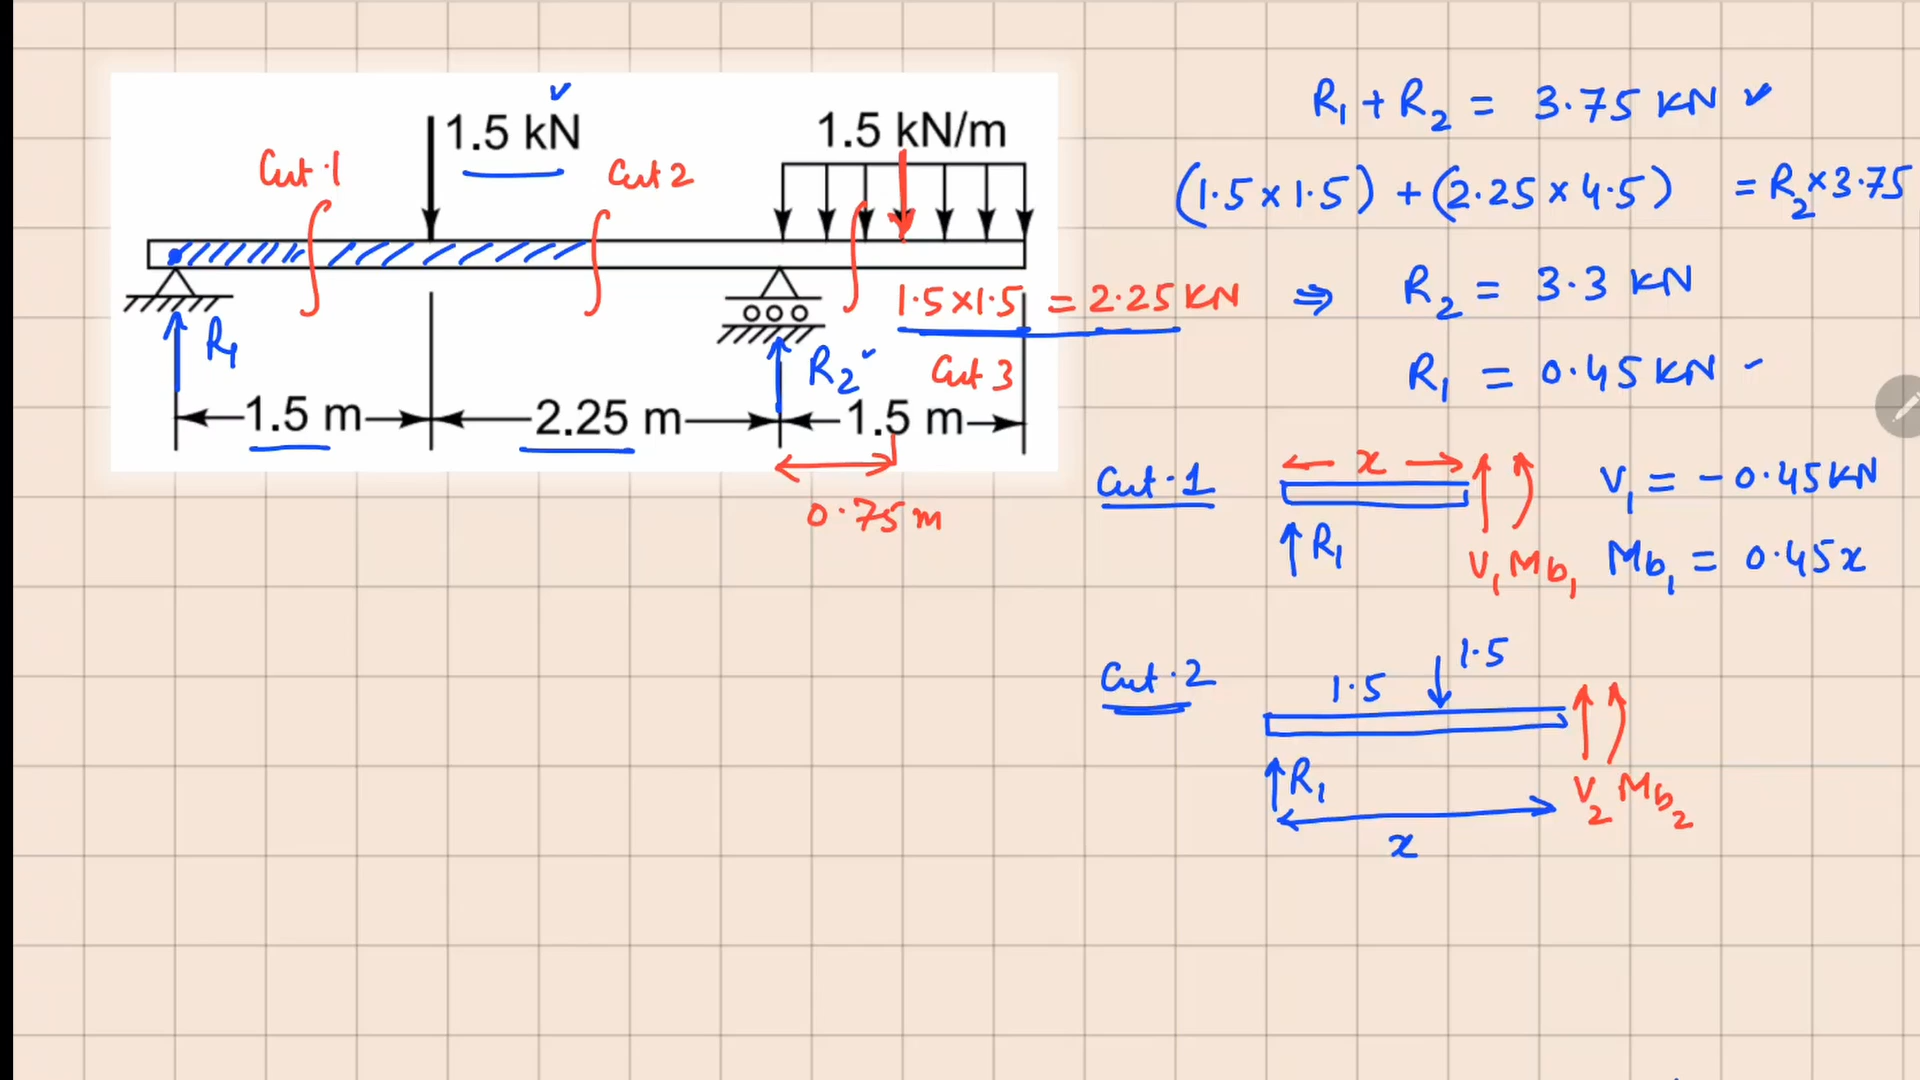 1.5 kN
1.5 kN/m
Cut·1
Cut 2
1.5×1.5 = 2.25 KN
R₁
R₂
Cut 3
1.5 m
2.25 m
1.5 m
0.75 m
R₁ + R₂ = 3.75 KN
(1.5×1.5) + (2.25×4.5) = R₂×3.75
⇒ R₂ = 3.3 KN
R₁ = 0.45 KN
Cut·1
x
R₁
V₁ Mb₁
V₁ = -0.45 KN
Mb₁ = 0.45x
Cut·2
1.5
1.5
R₁
V₂ Mb₂
x